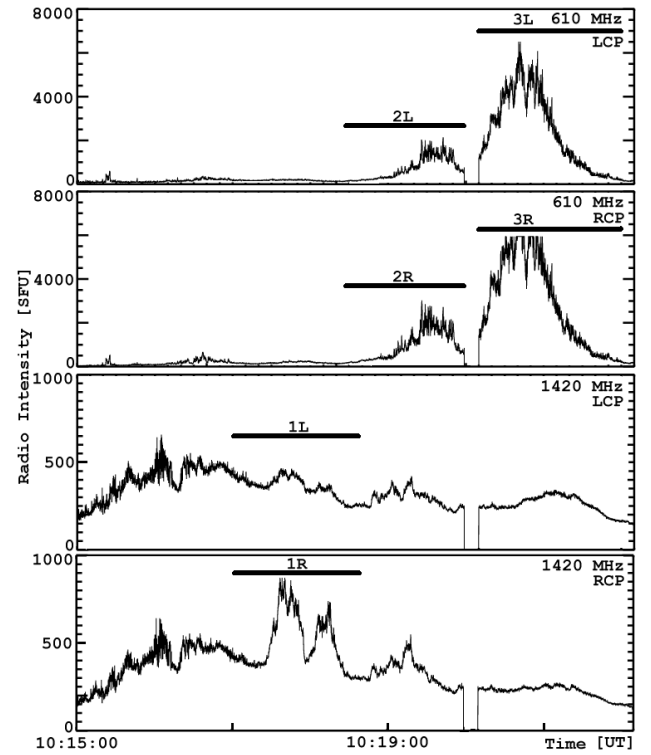 8000
3L 610 MHz
LCP
4000
2L
0
8000
610 MHz
3R RCP
4000
2R
0
Radio Intensity [SFU]
1000
1420 MHz
LCP
1L
500
0
1000
1R 1420 MHz
RCP
500
0
10:15:00 10:19:00 Time [UT]